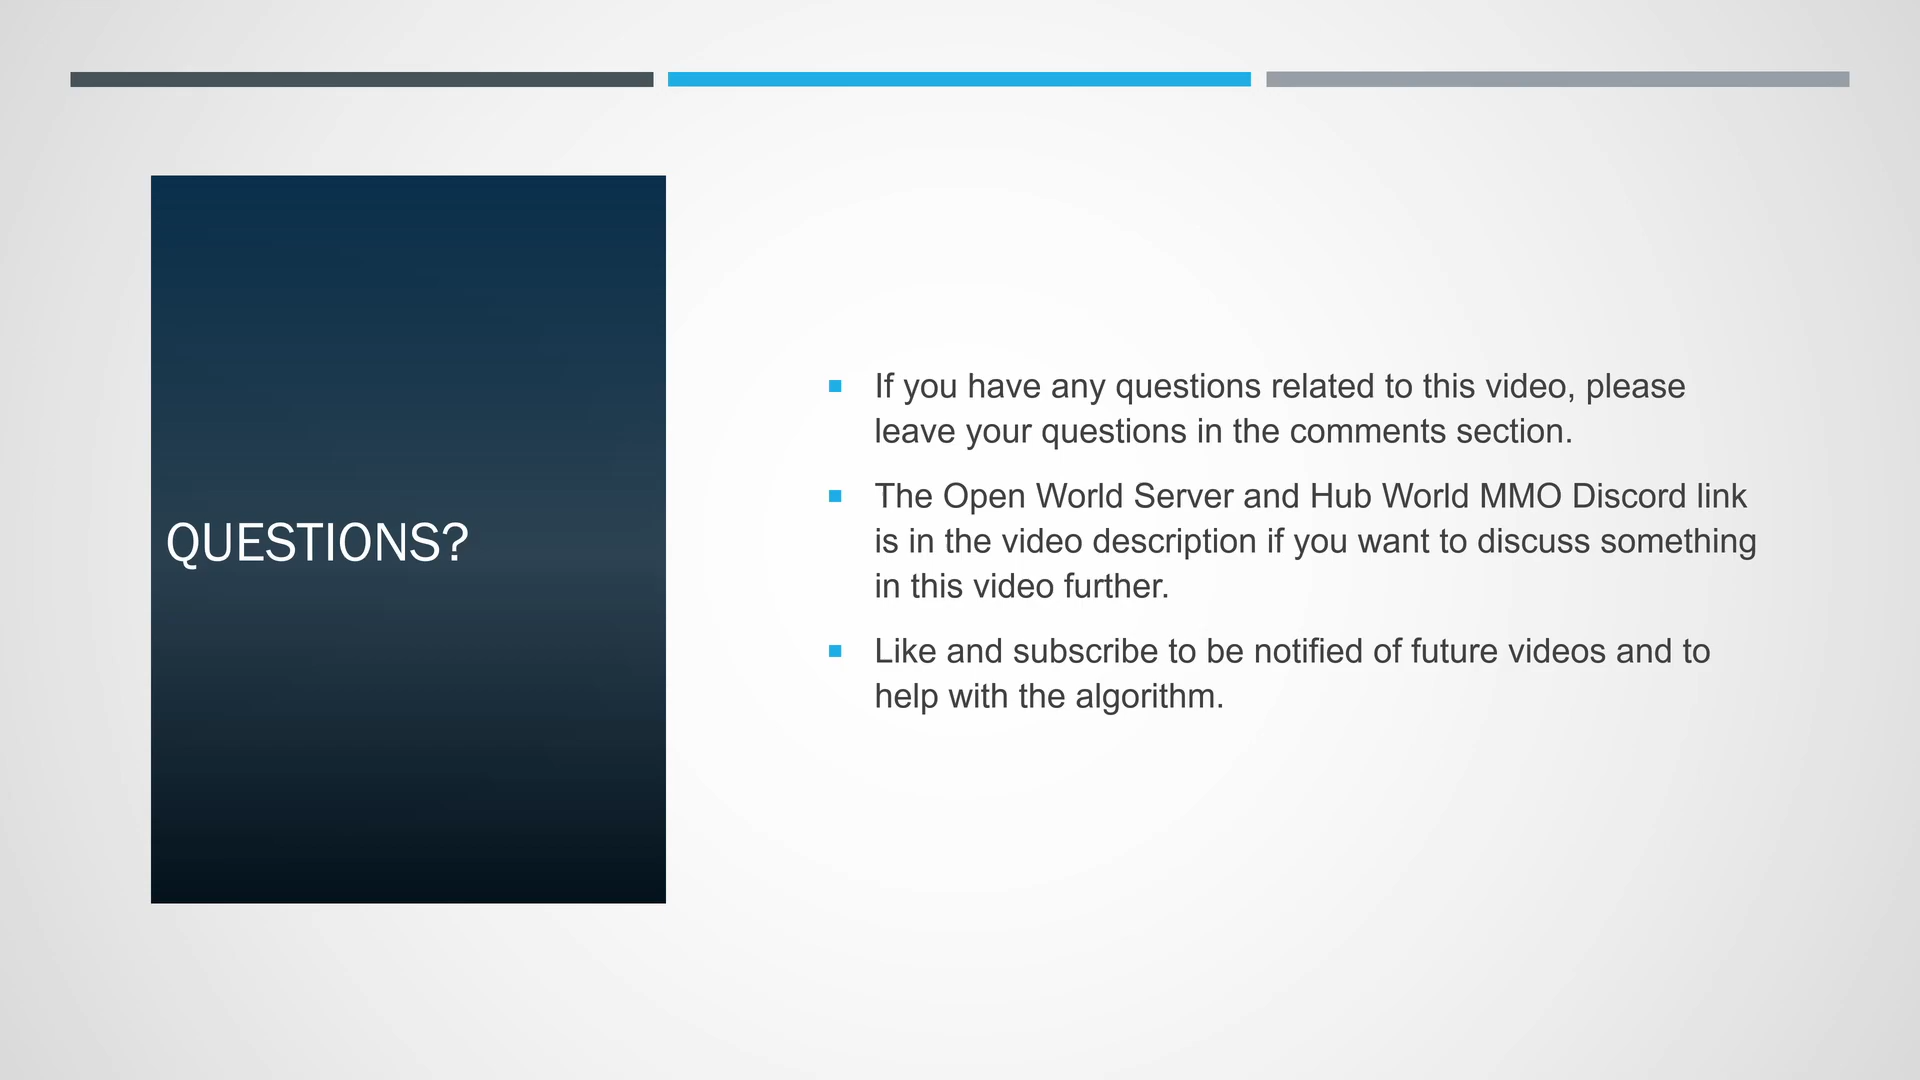 QUESTIONS?
If you have any questions related to this video, please
leave your questions in the comments section.
The Open World Server and Hub World MMO Discord link
is in the video description if you want to discuss something
in this video further.
Like and subscribe to be notified of future videos and to
help with the algorithm.